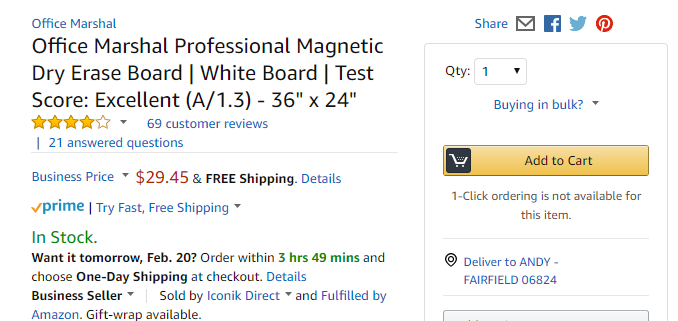 Office Marshal
Office Marshal Professional Magnetic
Dry Erase Board | White Board | Test
Score: Excellent (A/1.3) - 36" x 24"
69 customer reviews
| 21 answered questions
Business Price $29.45 & FREE Shipping. Details
prime | Try Fast, Free Shipping
In Stock.
Want it tomorrow, Feb. 20? Order within 3 hrs 49 mins and
choose One-Day Shipping at checkout. Details
Business Seller Sold by Iconik Direct and Fulfilled by
Amazon. Gift-wrap available.
Share
Qty: 1
Buying in bulk?
Add to Cart
1-Click ordering is not available for
this item.
Deliver to ANDY -
FAIRFIELD 06824